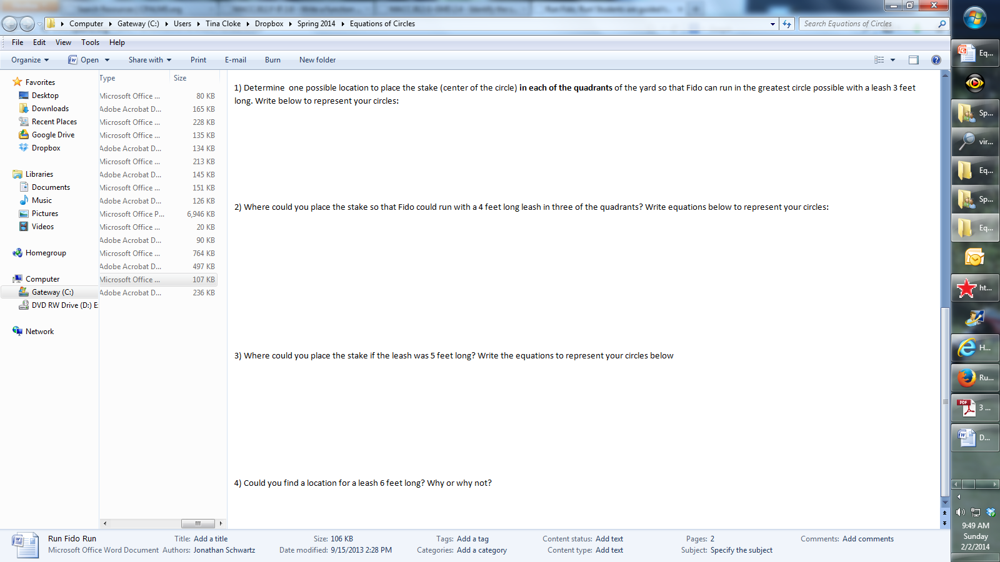 Computer Gateway (C:) Users Tina Cloke Dropbox Spring 2014 Equations of Circles
Search Equations of Circles
File Edit View Tools Help
Organize Open Share with Print E-mail Burn New folder
Favorites
Desktop
Downloads
Recent Places
Google Drive
Dropbox
Libraries
Documents
Music
Pictures
Videos
Homegroup
Computer
Gateway (C:)
DVD RW Drive (D:) E:
Network
Type Size
Microsoft Office ... 80 KB
Adobe Acrobat D... 165 KB
Microsoft Office ... 228 KB
Microsoft Office ... 135 KB
Adobe Acrobat D... 134 KB
Microsoft Office ... 213 KB
Adobe Acrobat D... 145 KB
Microsoft Office ... 151 KB
Adobe Acrobat D... 126 KB
Microsoft Office P... 6,946 KB
Microsoft Office ... 20 KB
Adobe Acrobat D... 90 KB
Microsoft Office ... 764 KB
Adobe Acrobat D... 497 KB
Microsoft Office ... 107 KB
Adobe Acrobat D... 236 KB
1) Determine one possible location to place the stake (center of the circle) in each of the quadrants of the yard so that Fido can run in the greatest circle possible with a leash 3 feet
long. Write below to represent your circles:
2) Where could you place the stake so that Fido could run with a 4 feet long leash in three of the quadrants? Write equations below to represent your circles:
3) Where could you place the stake if the leash was 5 feet long? Write the equations to represent your circles below
4) Could you find a location for a leash 6 feet long? Why or why not?
Run Fido Run Title: Add a title Size: 106 KB Tags: Add a tag Content status: Add text Pages: 2 Comments: Add comments
Microsoft Office Word Document Authors: Jonathan Schwartz Date modified: 9/15/2013 2:28 PM Categories: Add a category Content type: Add text Subject: Specify the subject
Eq...
Sp...
vir...
Eq...
Sp...
Eq...
ht...
H...
Ru...
PDF
3 ...
D...
9:49 AM
Sunday
2/2/2014